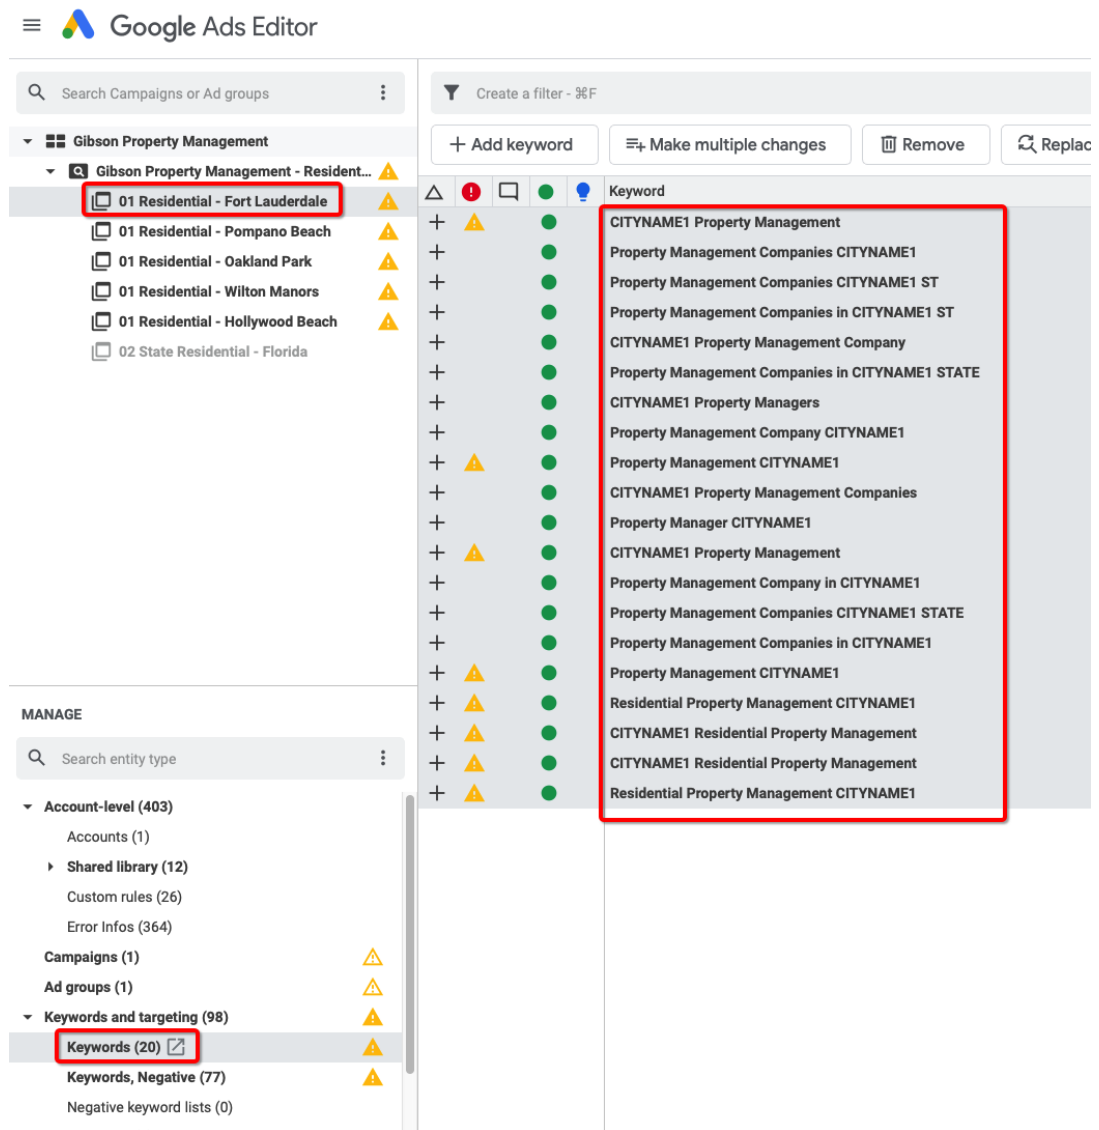 Google Ads Editor
Search Campaigns or Ad groups
Gibson Property Management
Gibson Property Management - Resident...
01 Residential - Fort Lauderdale
01 Residential - Pompano Beach
01 Residential - Oakland Park
01 Residential - Wilton Manors
01 Residential - Hollywood Beach
02 State Residential - Florida
MANAGE
Search entity type
Account-level (403)
Accounts (1)
Shared library (12)
Custom rules (26)
Error Infos (364)
Campaigns (1)
Ad groups (1)
Keywords and targeting (98)
Keywords (20)
Keywords, Negative (77)
Negative keyword lists (0)
Create a filter - ⌘F
Add keyword Make multiple changes Remove Replac
Keyword
CITYNAME1 Property Management
Property Management Companies CITYNAME1
Property Management Companies CITYNAME1 ST
Property Management Companies in CITYNAME1 ST
CITYNAME1 Property Management Company
Property Management Companies in CITYNAME1 STATE
CITYNAME1 Property Managers
Property Management Company CITYNAME1
Property Management CITYNAME1
CITYNAME1 Property Management Companies
Property Manager CITYNAME1
CITYNAME1 Property Management
Property Management Company in CITYNAME1
Property Management Companies CITYNAME1 STATE
Property Management Companies in CITYNAME1
Property Management CITYNAME1
Residential Property Management CITYNAME1
CITYNAME1 Residential Property Management
CITYNAME1 Residential Property Management
Residential Property Management CITYNAME1